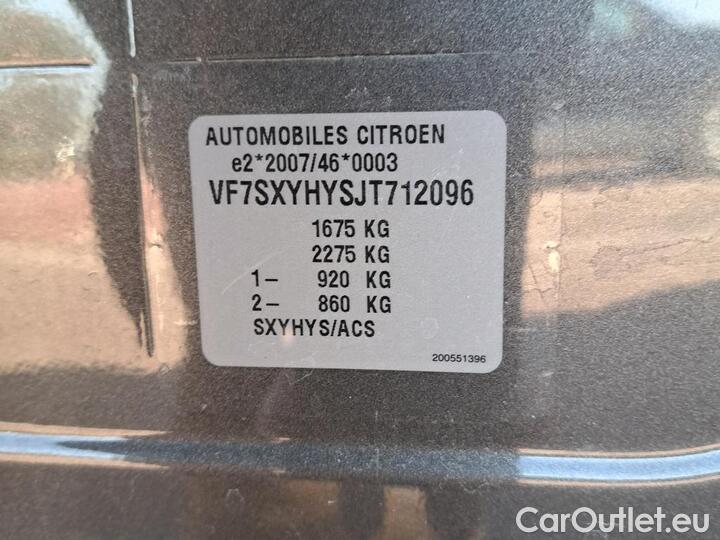 AUTOMOBILES CITROEN
e2*2007/46*0003
VF7SXYHYSJT712096
1675 KG
2275 KG
1– 920 KG
2– 860 KG
SXYHYS/ACS
200551396
CarOutlet.eu